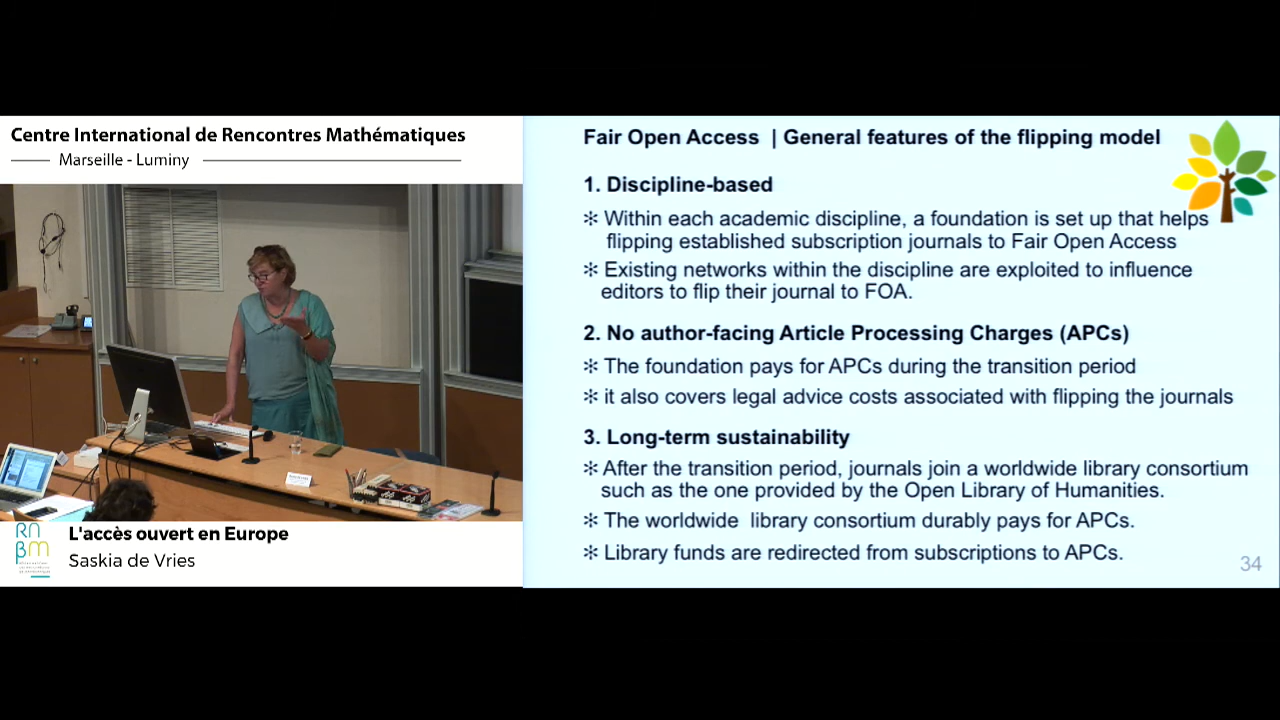 Centre International de Rencontres Mathématiques
Marseille - Luminy
L'accès ouvert en Europe
Saskia de Vries
Fair Open Access | General features of the flipping model
1. Discipline-based
✻ Within each academic discipline, a foundation is set up that helps
flipping established subscription journals to Fair Open Access
✻ Existing networks within the discipline are exploited to influence
editors to flip their journal to FOA.
2. No author-facing Article Processing Charges (APCs)
✻ The foundation pays for APCs during the transition period
✻ it also covers legal advice costs associated with flipping the journals
3. Long-term sustainability
✻ After the transition period, journals join a worldwide library consortium
such as the one provided by the Open Library of Humanities.
✻ The worldwide library consortium durably pays for APCs.
✻ Library funds are redirected from subscriptions to APCs.
34